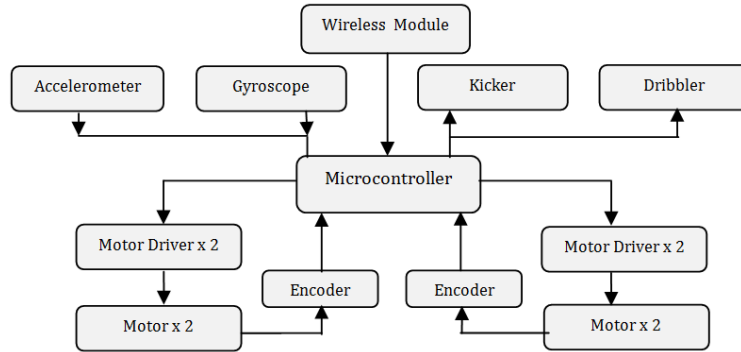 Wireless Module
Accelerometer
Gyroscope
Kicker
Dribbler
Microcontroller
Motor Driver x 2
Motor Driver x 2
Encoder
Encoder
Motor x 2
Motor x 2